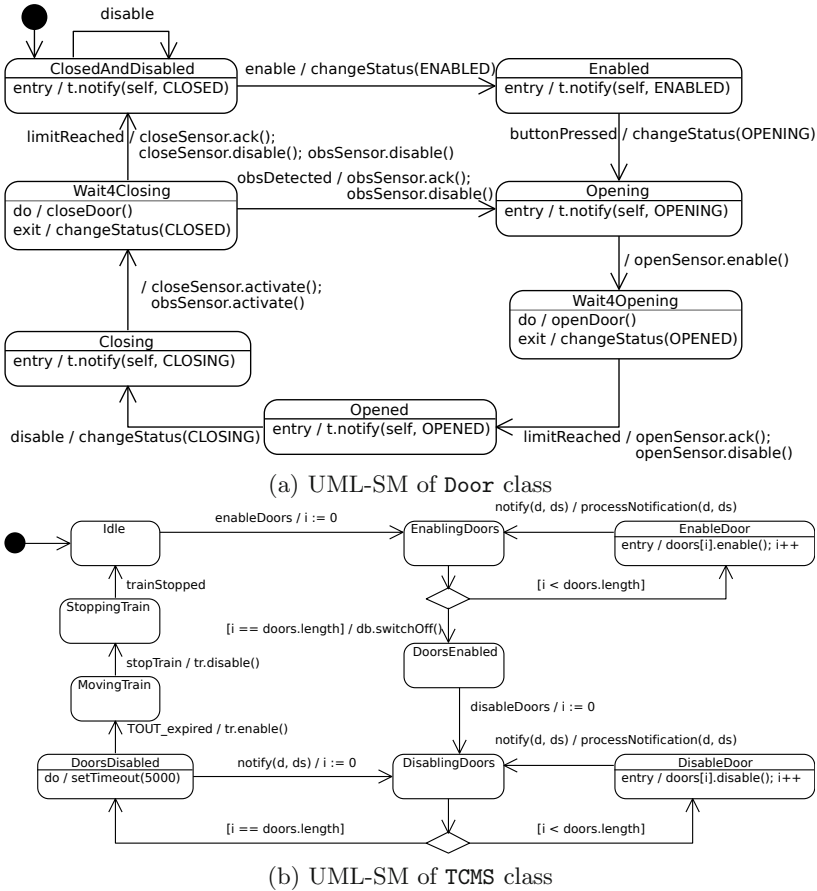 disable
ClosedAndDisabled
entry / t.notify(self, CLOSED)
enable / changeStatus(ENABLED)
Enabled
entry / t.notify(self, ENABLED)
limitReached / closeSensor.ack();
closeSensor.disable(); obsSensor.disable()
buttonPressed / changeStatus(OPENING)
Wait4Closing
do / closeDoor()
exit / changeStatus(CLOSED)
obsDetected / obsSensor.ack();
obsSensor.disable()
Opening
entry / t.notify(self, OPENING)
/ openSensor.enable()
/ closeSensor.activate();
obsSensor.activate()
Wait4Opening
do / openDoor()
exit / changeStatus(OPENED)
Closing
entry / t.notify(self, CLOSING)
Opened
entry / t.notify(self, OPENED)
disable / changeStatus(CLOSING)
limitReached / openSensor.ack();
openSensor.disable()
(a) UML-SM of Door class
Idle
enableDoors / i := 0
EnablingDoors
notify(d, ds) / processNotification(d, ds)
EnableDoor
entry / doors[i].enable(); i++
trainStopped
[i < doors.length]
StoppingTrain
[i == doors.length] / db.switchOff()
DoorsEnabled
stopTrain / tr.disable()
MovingTrain
disableDoors / i := 0
TOUT_expired / tr.enable()
notify(d, ds) / processNotification(d, ds)
DoorsDisabled
do / setTimeout(5000)
notify(d, ds) / i := 0
DisablingDoors
DisableDoor
entry / doors[i].disable(); i++
[i == doors.length]
[i < doors.length]
(b) UML-SM of TCMS class